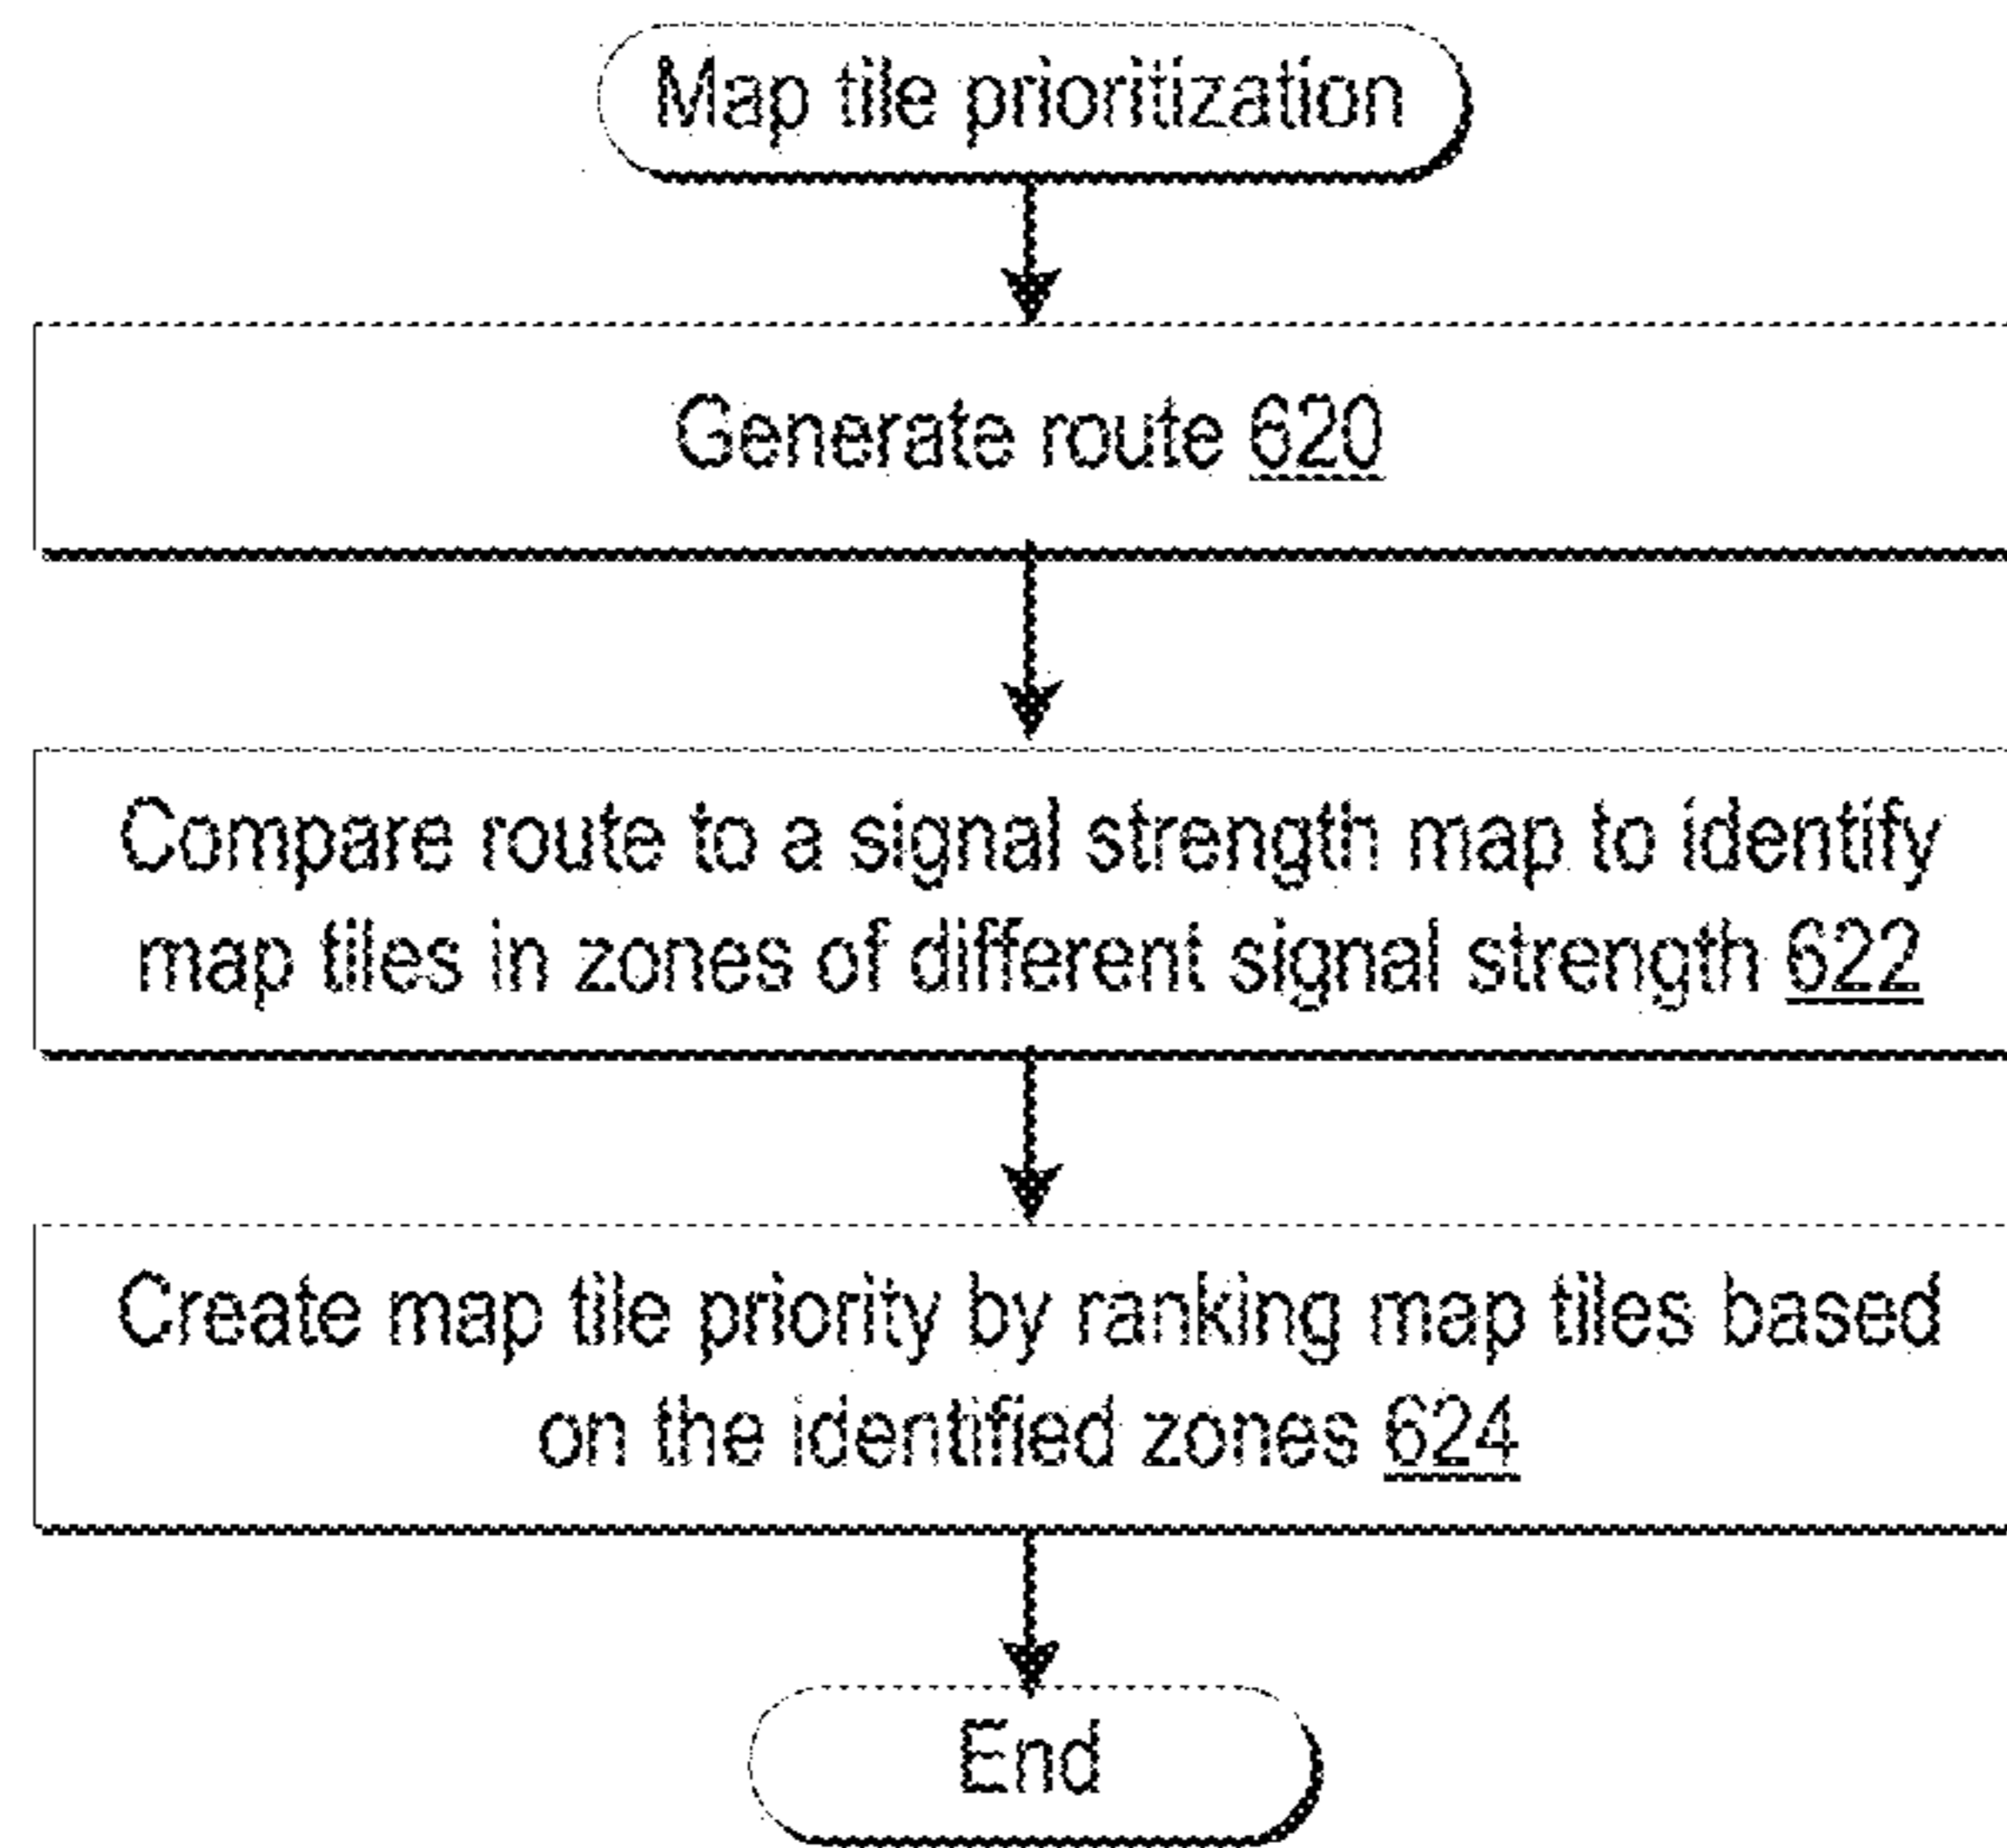 Map tile prioritization
Generate route 620
Compare route to a signal strength map to identify
map tiles in zones of different signal strength 622
Create map tile priority by ranking map tiles based
on the identified zones 624
End